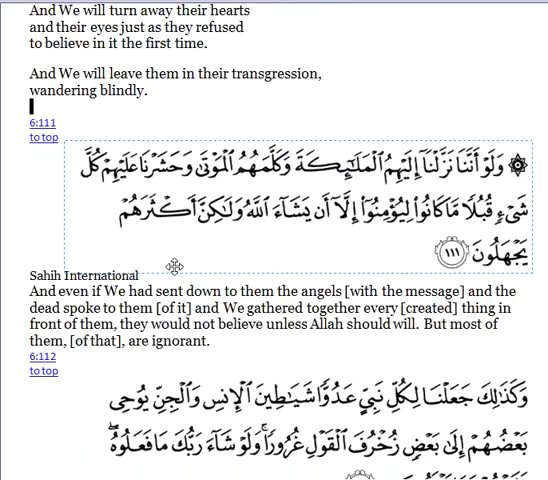 And We will turn away their hearts
and their eyes just as they refused
to believe in it the first time.
And We will leave them in their transgression,
wandering blindly.
6:111
to top
۞ وَلَوْ أَنَّنَا نَزَّلْنَآ إِلَيْهِمُ ٱلْمَلَـٰٓئِكَةَ وَكَلَّمَهُمُ ٱلْمَوْتَىٰ وَحَشَرْنَا عَلَيْهِمْ كُلَّ
شَىْءٍ قُبُلًا مَّا كَانُوا۟ لِيُؤْمِنُوٓا۟ إِلَّآ أَن يَشَآءَ ٱللَّهُ وَلَـٰكِنَّ أَكْثَرَهُمْ
يَجْهَلُونَ ١١١
Sahih International
And even if We had sent down to them the angels [with the message] and the
dead spoke to them [of it] and We gathered together every [created] thing in
front of them, they would not believe unless Allah should will. But most of
them, [of that], are ignorant.
6:112
to top
وَكَذَٰلِكَ جَعَلْنَا لِكُلِّ نَبِىٍّ عَدُوًّا شَيَـٰطِينَ ٱلْإِنسِ وَٱلْجِنِّ يُوحِى
بَعْضُهُمْ إِلَىٰ بَعْضٍ زُخْرُفَ ٱلْقَوْلِ غُرُورًا ۚ وَلَوْ شَآءَ رَبُّكَ مَا فَعَلُوهُ ۖ